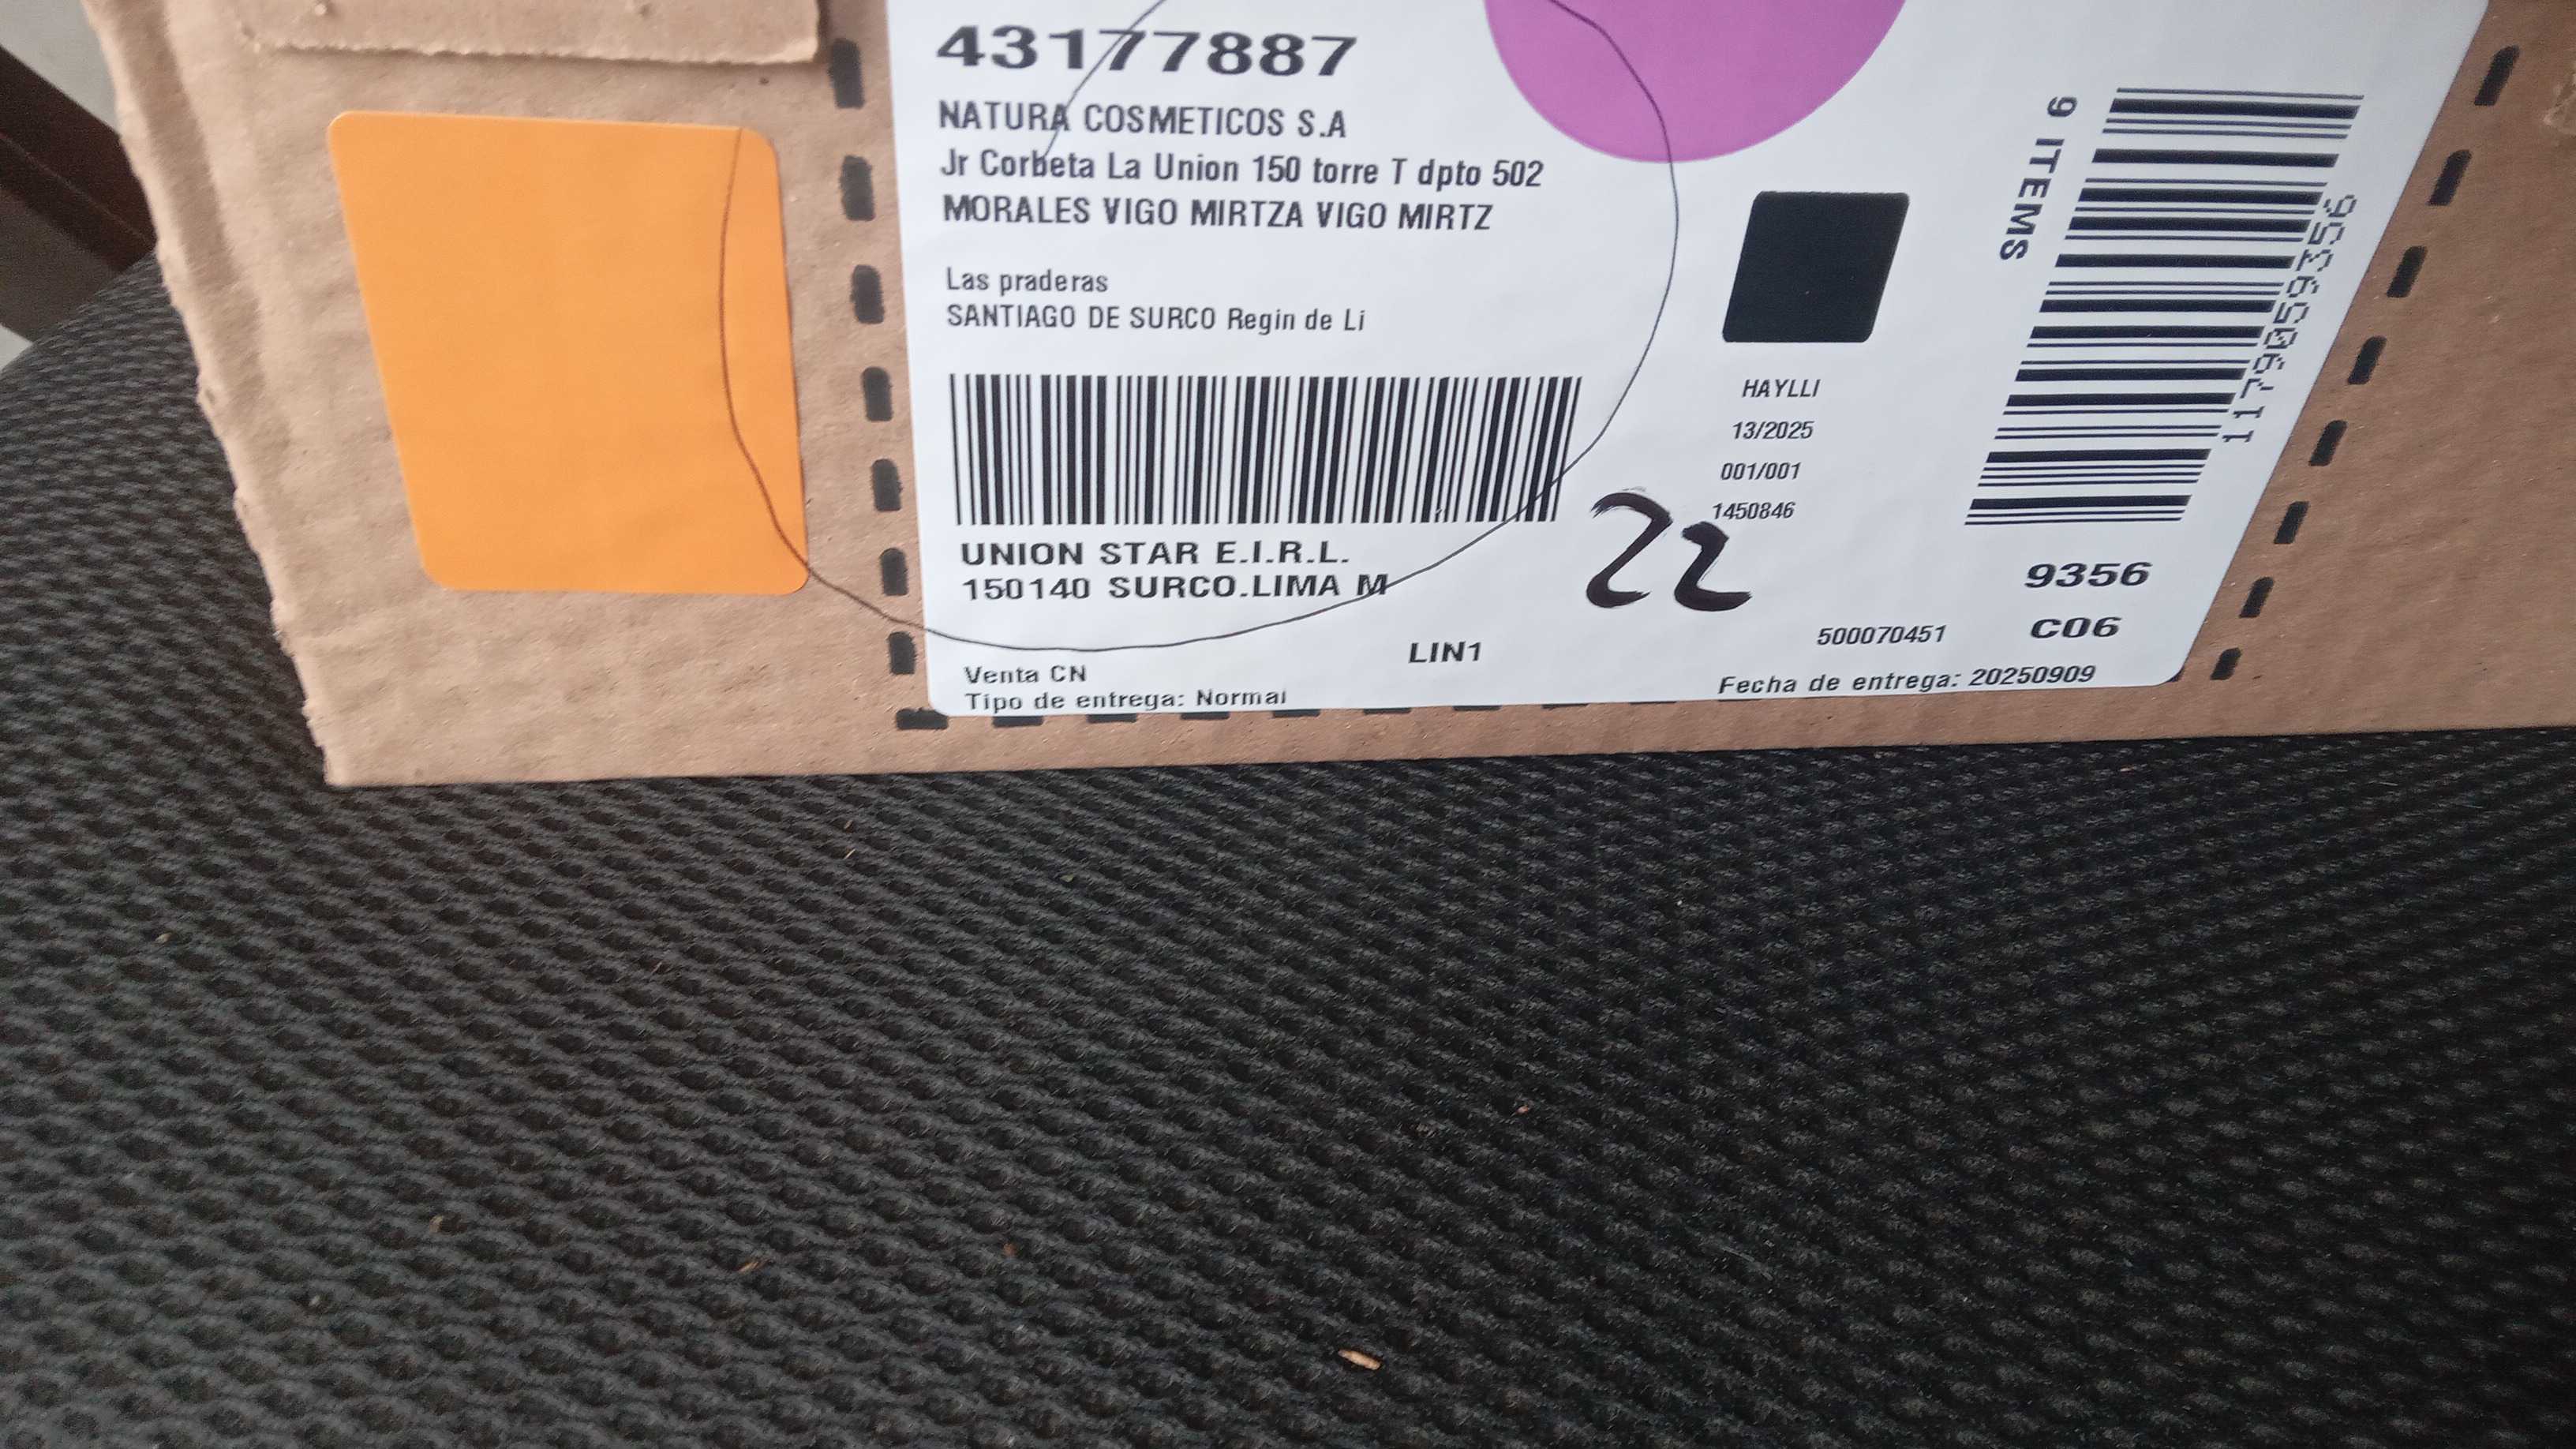 43177887
NATURA COSMETICOS S.A
Jr Corbeta La Union 150 torre T dpto 502
MORALES VIGO MIRTZA VIGO MIRTZ
Las praderas
SANTIAGO DE SURCO Regin de Li
UNION STAR E.I.R.L.
150140 SURCO.LIMA M
Venta CN
Tipo de entrega: Normal
LIN1
22
HAYLLI
13/2025
001/001
1450846
9 ITEMS
9356
C06
500070451
Fecha de entrega: 20250909